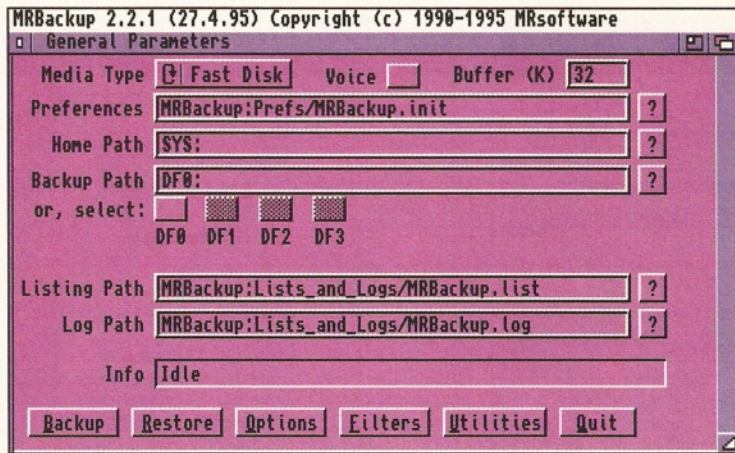 MRBackup 2.2.1 (27.4.95) Copyright (c) 1990-1995 MRsoftware
General Parameters
Media Type Fast Disk Voice Buffer (K) 32
Preferences MRBackup:Prefs/MRBackup.init ?
Home Path SYS: ?
Backup Path DF0: ?
or, select:
DF0 DF1 DF2 DF3
Listing Path MRBackup:Lists_and_Logs/MRBackup.list ?
Log Path MRBackup:Lists_and_Logs/MRBackup.log ?
Info Idle
Backup Restore Options Filters Utilities Quit